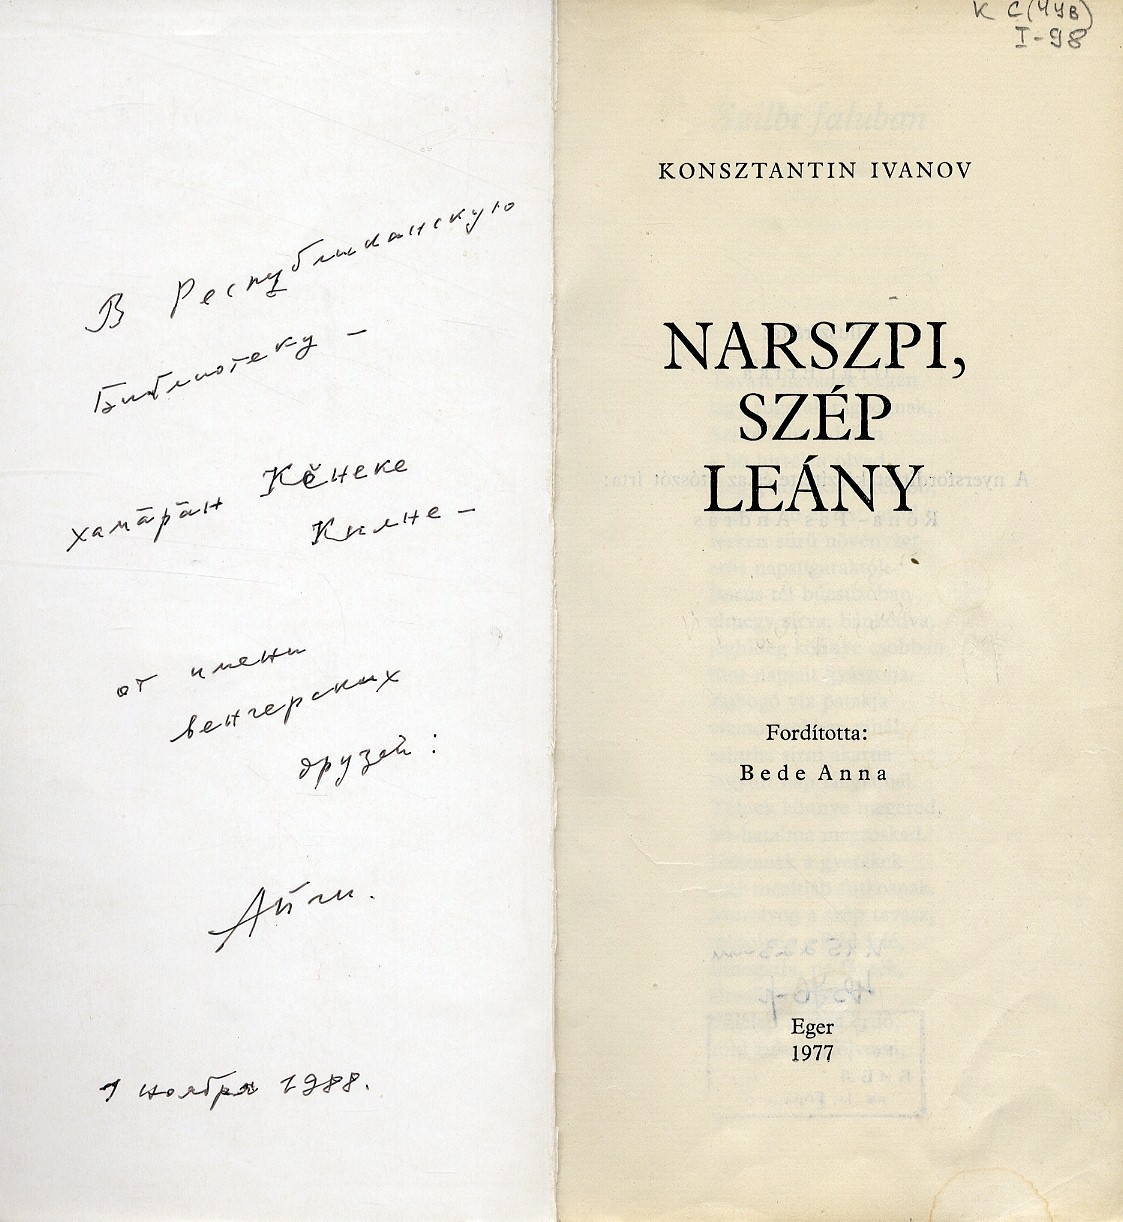 В Республиканскую
библиотеку –
хамӑрӑн Кӗнеке
Килне –
от имени
венгерских
друзей:
Айги.
1 ноября 1988.
К С(Чув)
I-98
KONSZTANTIN IVANOV
NARSZPI,
SZÉP
LEÁNY
Fordította:
Bede Anna
Eger
1977